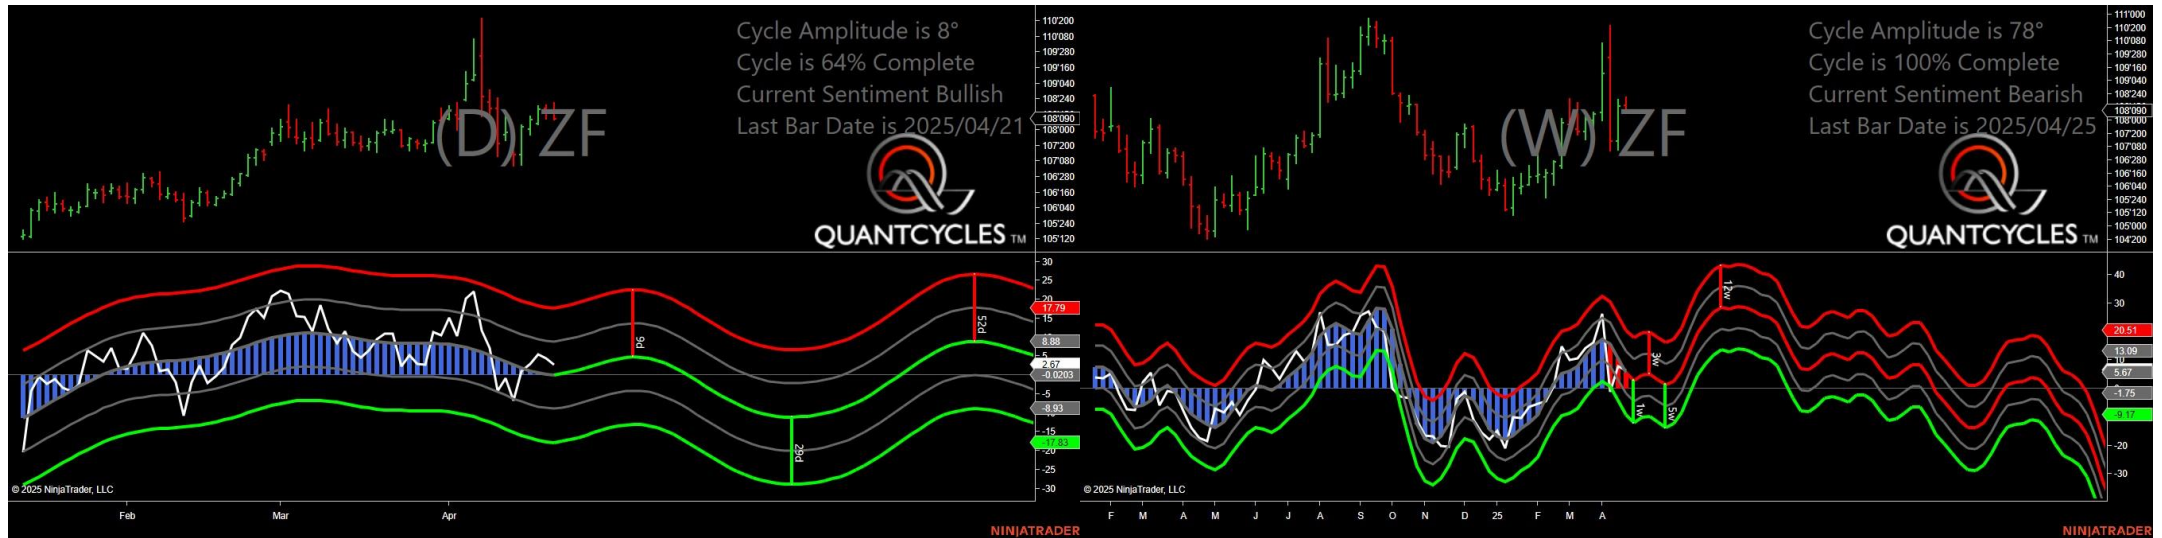 Cycle Amplitude is 8°
Cycle is 64% Complete
Current Sentiment Bullish
Last Bar Date is 2025/04/21
(D) ZF
QUANTCYCLES TM
110'200
110'080
109'280
109'160
109'040
108'240
108'090
108'000
107'200
107'080
106'280
106'160
106'040
105'240
105'120
30
25
20
17.79
15
8.88
5
2.67
-0.0203
-5
-8.93
-15
-17.83
-20
-25
-30
9d
29d
52d
© 2025 NinjaTrader, LLC
Feb
Mar
Apr
NINJATRADER
Cycle Amplitude is 78°
Cycle is 100% Complete
Current Sentiment Bearish
Last Bar Date is 2025/04/25
(W) ZF
QUANTCYCLES TM
111'000
110'200
110'080
109'280
109'160
109'040
108'240
108'090
108'000
107'200
107'080
106'280
106'160
106'040
105'240
105'120
105'000
104'200
40
30
20.51
13.09
10
5.67
-1.75
-9.17
-20
-30
12w
3w
1w
5w
© 2025 NinjaTrader, LLC
F
M
A
M
J
J
A
S
O
N
D
25
F
M
A
NINJATRADER